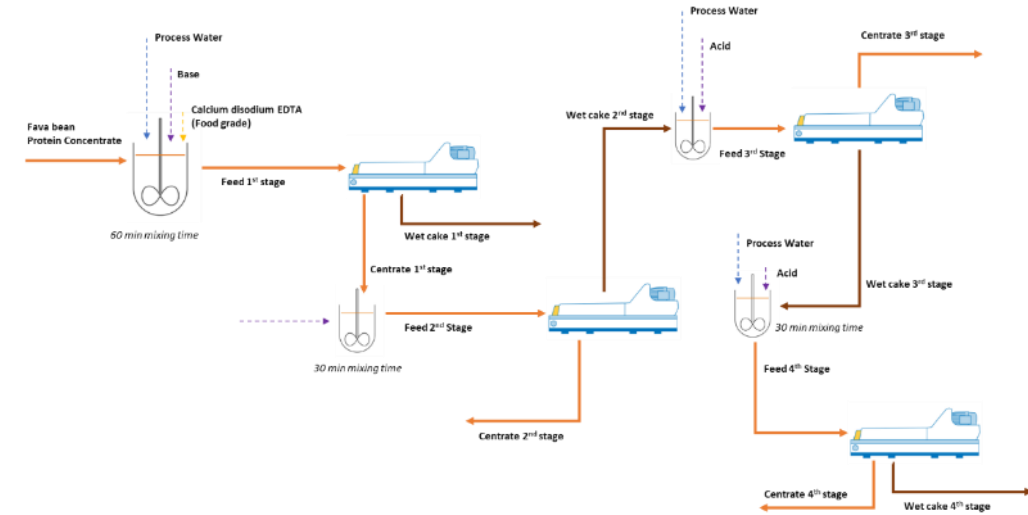 Process Water
Base
Calcium disodium EDTA
(Food grade)
Fava bean
Protein Concentrate
Feed 1st stage
60 min mixing time
Wet cake 1st stage
Centrate 1st stage
Feed 2nd Stage
30 min mixing time
Centrate 2nd stage
Wet cake 2nd stage
Process Water
Acid
Feed 3rd Stage
Centrate 3rd stage
Wet cake 3rd stage
Process Water
Acid
30 min mixing time
Feed 4th Stage
Centrate 4th stage
Wet cake 4th stage